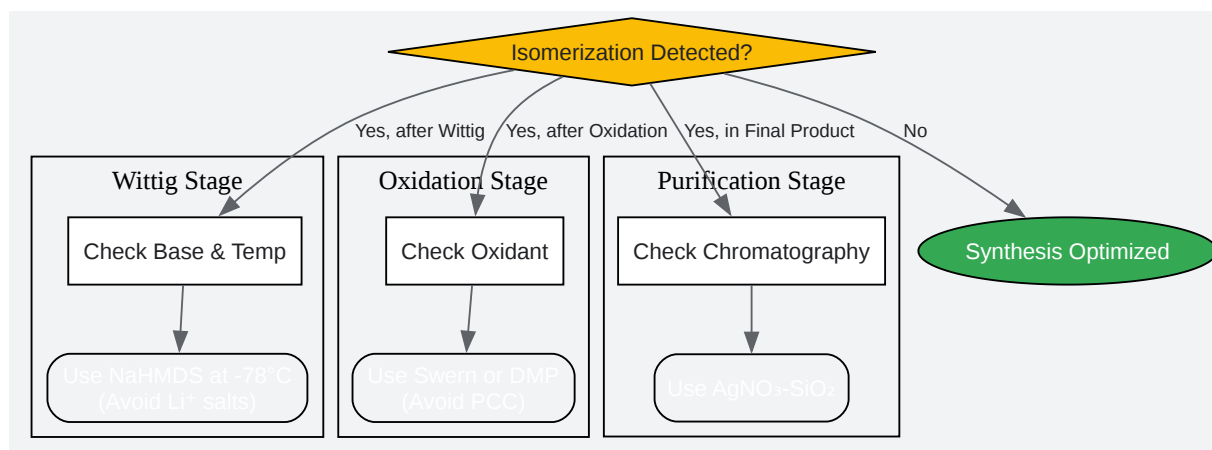 Isomerization Detected?
Yes, after Wittig
Yes, after Oxidation
Yes, in Final Product
No
Wittig Stage
Oxidation Stage
Purification Stage
Check Base & Temp
Check Oxidant
Check Chromatography
Synthesis Optimized
Use NaHMDS at -78°C
(Avoid Li⁺ salts)
Use Swern or DMP
(Avoid PCC)
Use AgNO₃-SiO₂